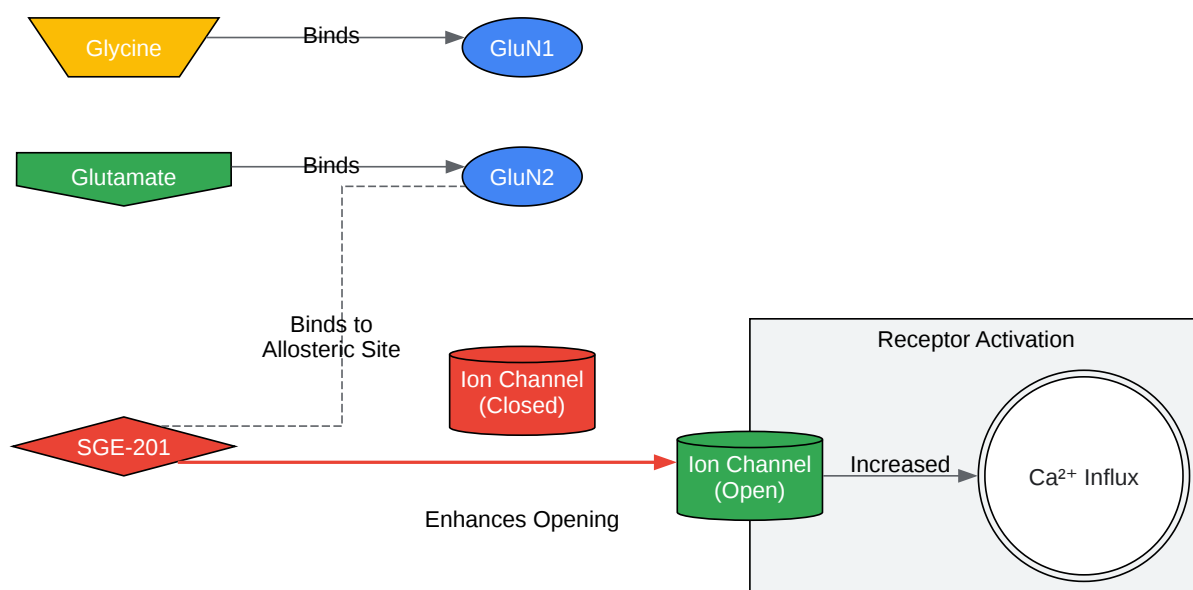 Glycine
Binds
GluN1
Glutamate
Binds
GluN2
Binds to
Allosteric Site
Receptor Activation
Ion Channel
(Closed)
SGE-201
Ion Channel
(Open)
Increased
Ca²⁺ Influx
Enhances Opening